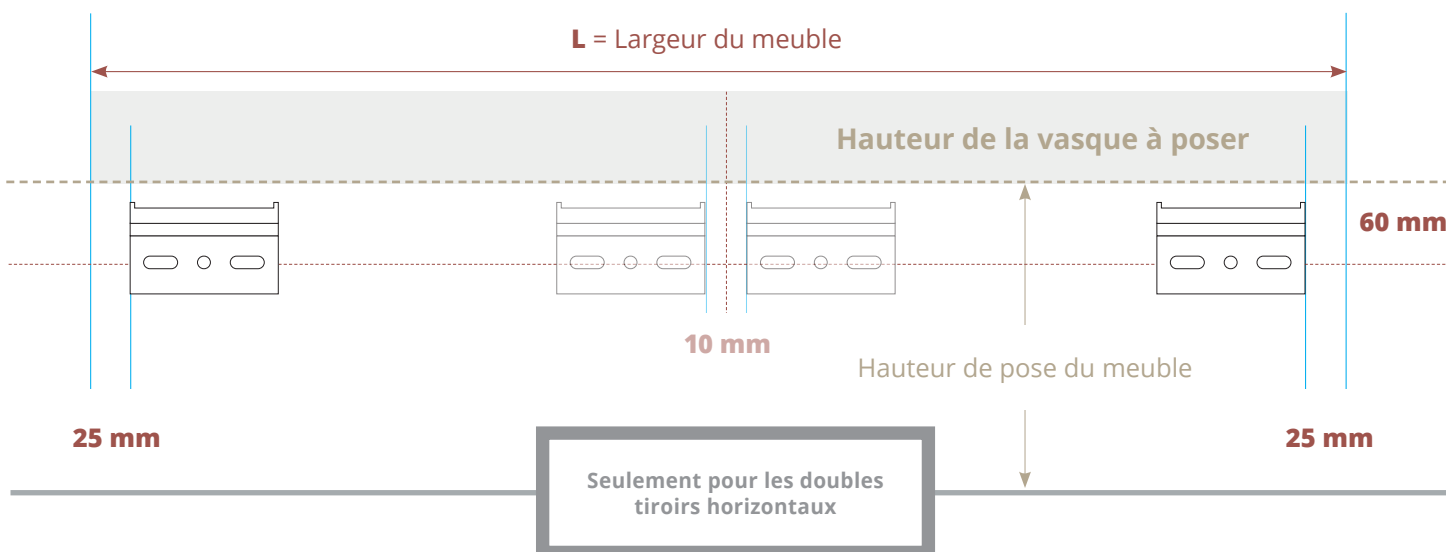 L = Largeur du meuble
Hauteur de la vasque à poser
60 mm
10 mm
Hauteur de pose du meuble
25 mm
25 mm
Seulement pour les doubles
tiroirs horizontaux